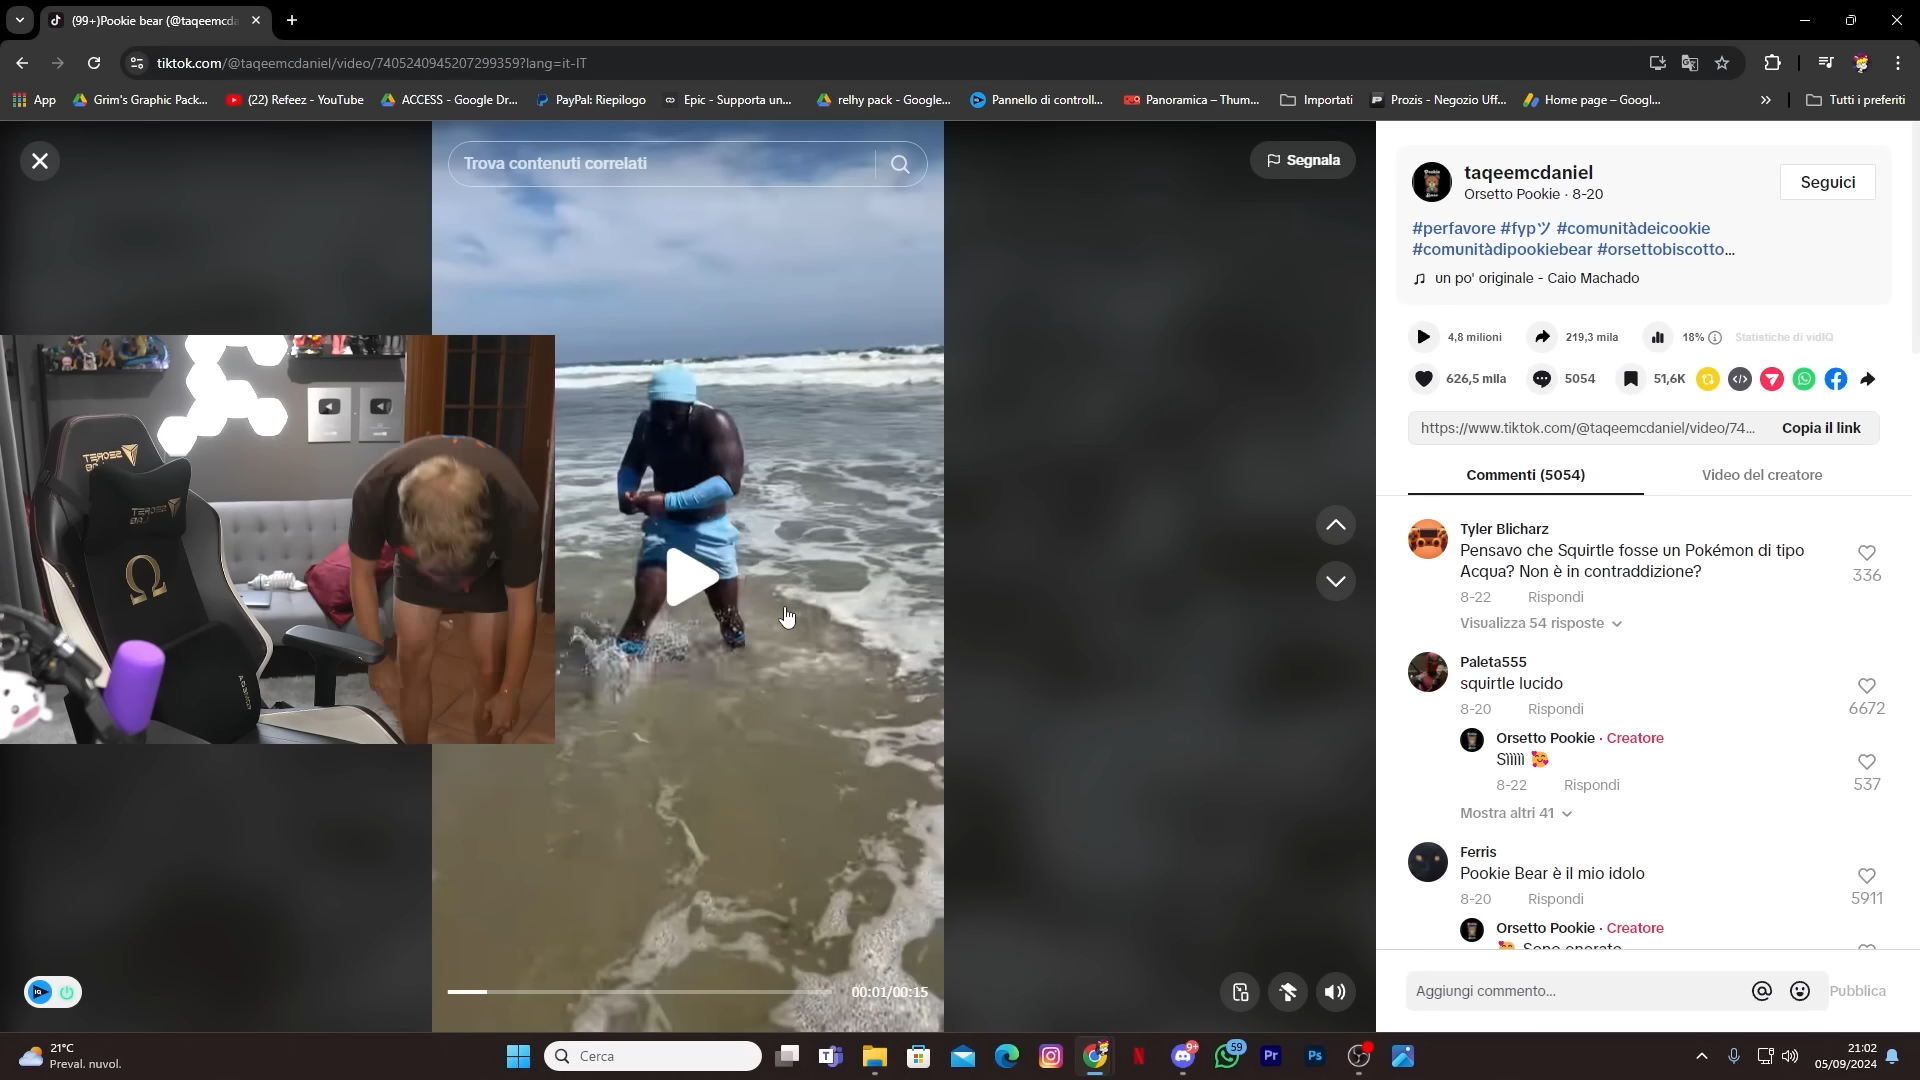 (99+)Pookie bear (@taqeemcda
tiktok.com/@taqeemcdaniel/video/7405240945207299359?lang=it-IT
App
Grim's Graphic Pack...
(22) Refeez - YouTube
ACCESS - Google Dr...
PayPal: Riepilogo
Epic - Supporta un...
relhy pack - Google...
Pannello di controll...
Panoramica – Thum...
Importati
Prozis - Negozio Uff...
Home page – Googl...
»
Tutti i preferiti
Trova contenuti correlati
Segnala
taqeemcdaniel
Orsetto Pookie · 8-20
Seguici
#perfavore #fypツ #comunitàdeicookie
#comunitàdipookiebear #orsettobiscotto...
un po' originale - Caio Machado
4,8 milioni
219,3 mila
18%
Statistiche di vidIQ
626,5 mila
5054
51,6K
https://www.tiktok.com/@taqeemcdaniel/video/74...
Copia il link
Commenti (5054)
Video del creatore
Tyler Blicharz
Pensavo che Squirtle fosse un Pokémon di tipo
Acqua? Non è in contraddizione?
336
8-22
Rispondi
Visualizza 54 risposte
Paleta555
squirtle lucido
6672
8-20
Rispondi
Orsetto Pookie · Creatore
Sììììì 🥰
537
8-22
Rispondi
Mostra altri 41
Ferris
Pookie Bear è il mio idolo
5911
8-20
Rispondi
Orsetto Pookie · Creatore
00:01/00:15
Aggiungi commento...
Pubblica
21°C
Preval. nuvol.
Cerca
9+
59
Pr
Ps
21:02
05/09/2024